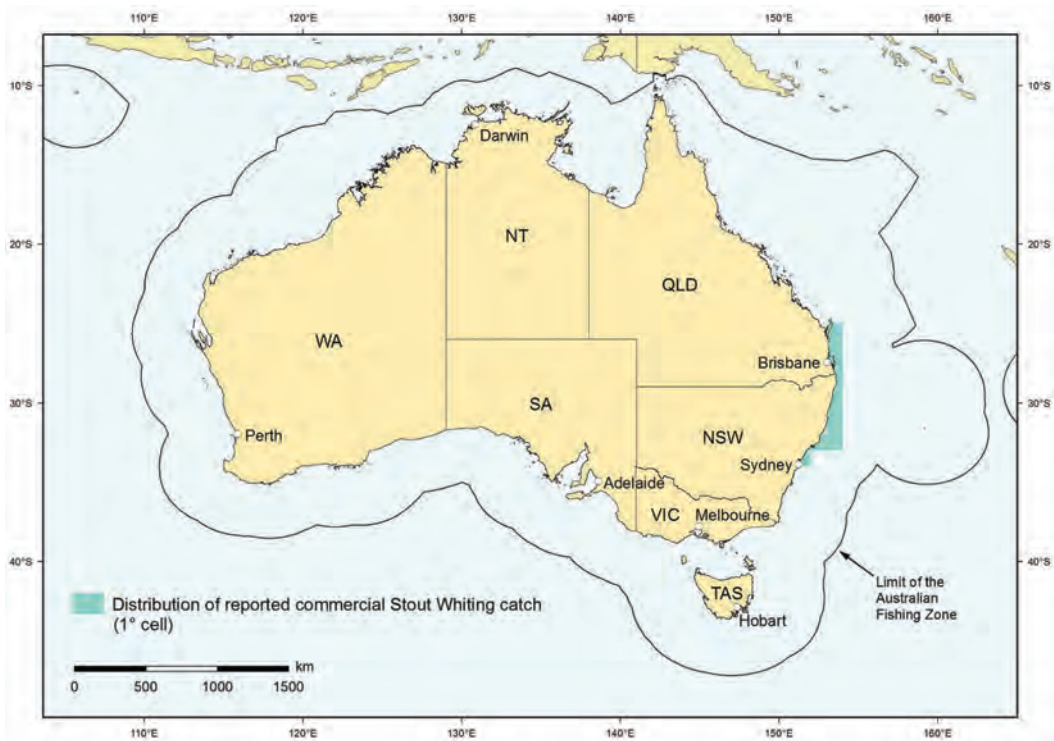 110°E 120°E 130°E 140°E 150°E 160°E
10°S 10°S
Darwin
20°S 20°S
NT
QLD
WA
Brisbane
30°S 30°S
SA
NSW
Perth
Sydney
Adelaide
VIC Melbourne
40°S 40°S
TAS
Hobart
Limit of the
Australian
Fishing Zone
Distribution of reported commercial Stout Whiting catch
(1° cell)
km
0 500 1000 1500
110°E 120°E 130°E 140°E 150°E 160°E